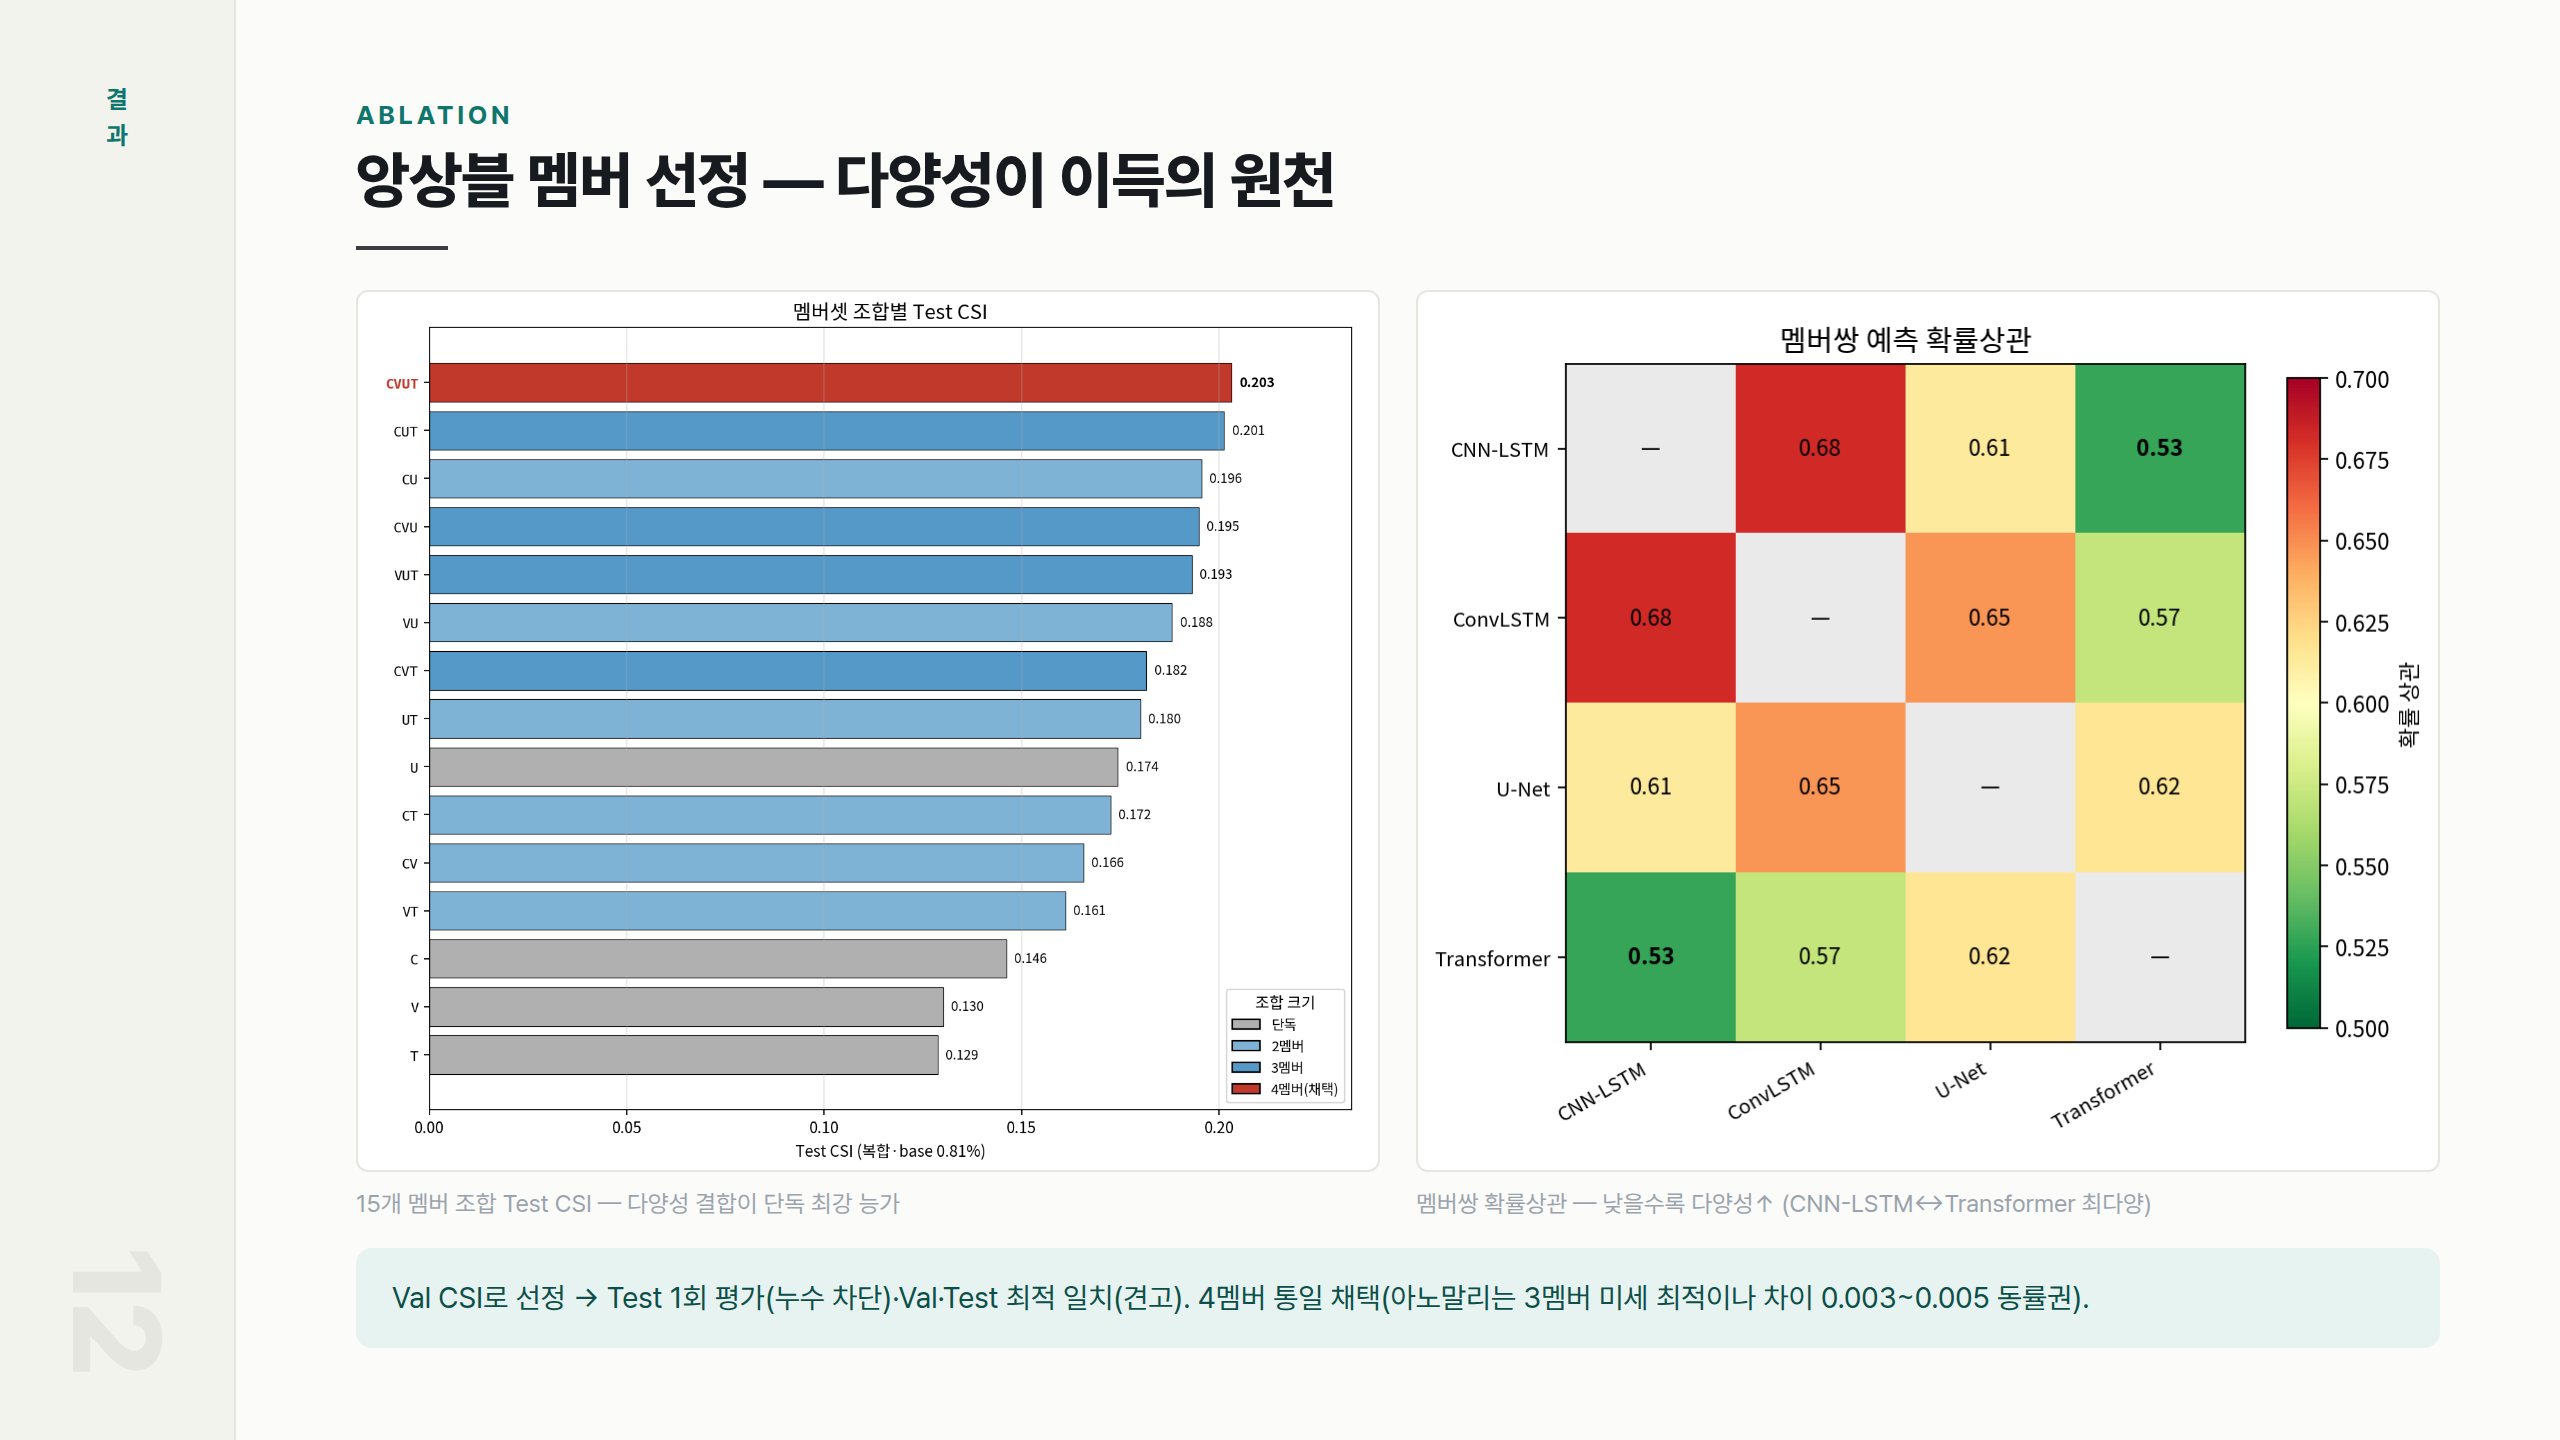 결
과
ABLATION
앙상블 멤버 선정 — 다양성이 이득의 원천
멤버셋 조합별 Test CSI
CVUT 0.203
CUT 0.201
CU 0.196
CVU 0.195
VUT 0.193
VU 0.188
CVT 0.182
UT 0.180
U 0.174
CT 0.172
CV 0.166
VT 0.161
C 0.146
V 0.130
T 0.129
조합 크기
단독
2멤버
3멤버
4멤버(채택)
0.00 0.05 0.10 0.15 0.20
Test CSI (복합·base 0.81%)
15개 멤버 조합 Test CSI — 다양성 결합이 단독 최강 능가
멤버쌍 예측 확률상관
CNN-LSTM — 0.68 0.61 0.53
ConvLSTM 0.68 — 0.65 0.57
U-Net 0.61 0.65 — 0.62
Transformer 0.53 0.57 0.62 —
CNN-LSTM ConvLSTM U-Net Transformer
0.700
0.675
0.650
0.625
0.600
0.575
0.550
0.525
0.500
확률 상관
멤버쌍 확률상관 — 낮을수록 다양성↑ (CNN-LSTM↔Transformer 최다양)
Val CSI로 선정 → Test 1회 평가(누수 차단)·Val·Test 최적 일치(견고). 4멤버 통일 채택(아노말리는 3멤버 미세 최적이나 차이 0.003~0.005 동률권).
12